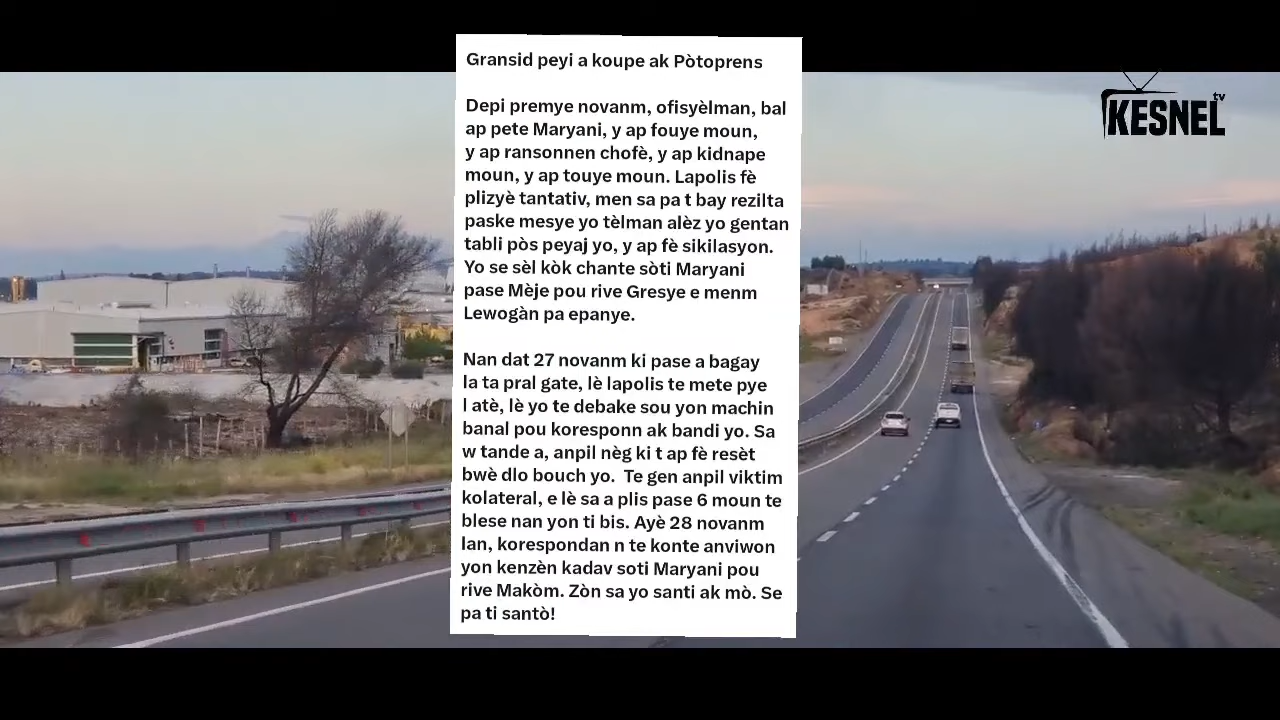 Gransid peyi a koupe ak Pòtoprens
Depi premye novanm, ofisyèlman, bal
ap pete Maryani, y ap fouye moun,
y ap ransonnen chofè, y ap kidnape
moun, y ap touye moun. Lapolis fè
plizyè tantativ, men sa pa t bay rezilta
paske mesye yo tèlman alèz yo gentan
tabli pòs peyaj yo, y ap fè sikilasyon.
Yo se sèl kòk chante sòti Maryani
pase Mèje pou rive Gresye e menm
Lewogàn pa epanye.
Nan dat 27 novanm ki pase a bagay
la ta pral gate, lè lapolis te mete pye
l atè, lè yo te debake sou yon machin
banal pou koresponn ak bandi yo. Sa
w tande a, anpil nèg ki t ap fè resèt
bwè dlo bouch yo. Te gen anpil viktim
kolateral, e lè sa a plis pase 6 moun te
blese nan yon ti bis. Ayè 28 novanm
lan, korespondan n te konte anviwon
yon kenzèn kadav soti Maryani pou
rive Makòm. Zòn sa yo santi ak mò. Se
pa ti santò!
KESNEL tv